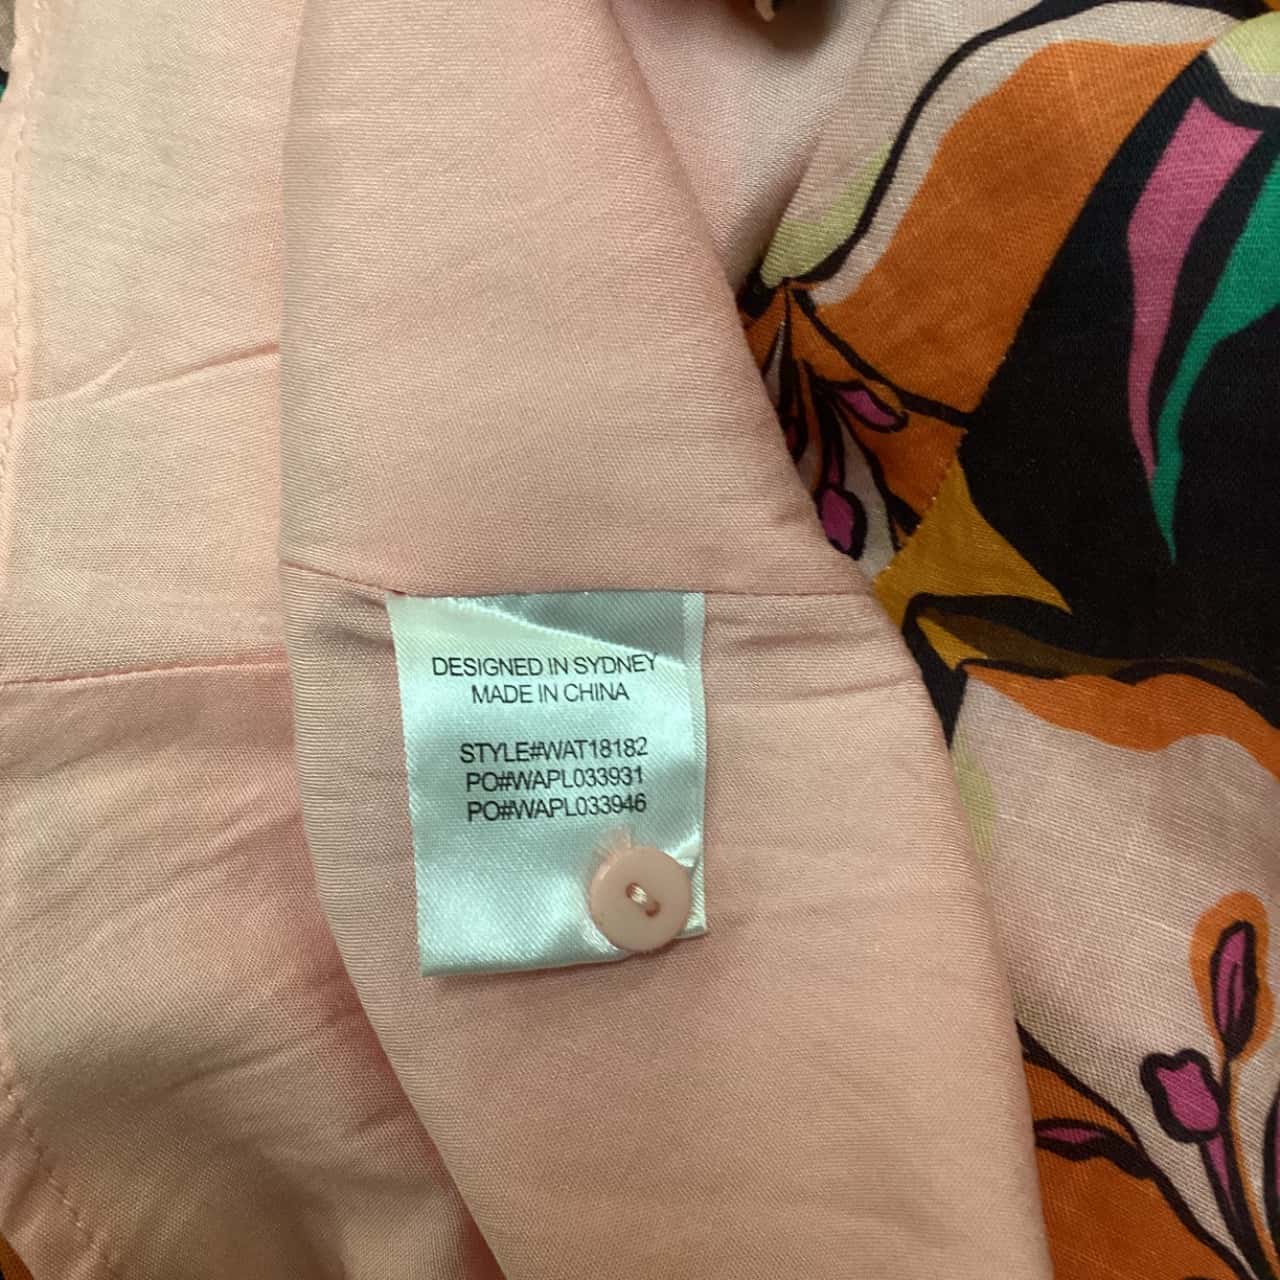 DESIGNED IN SYDNEY
MADE IN CHINA
STYLE#WAT18182
PO#WAPL033931
PO#WAPL033946